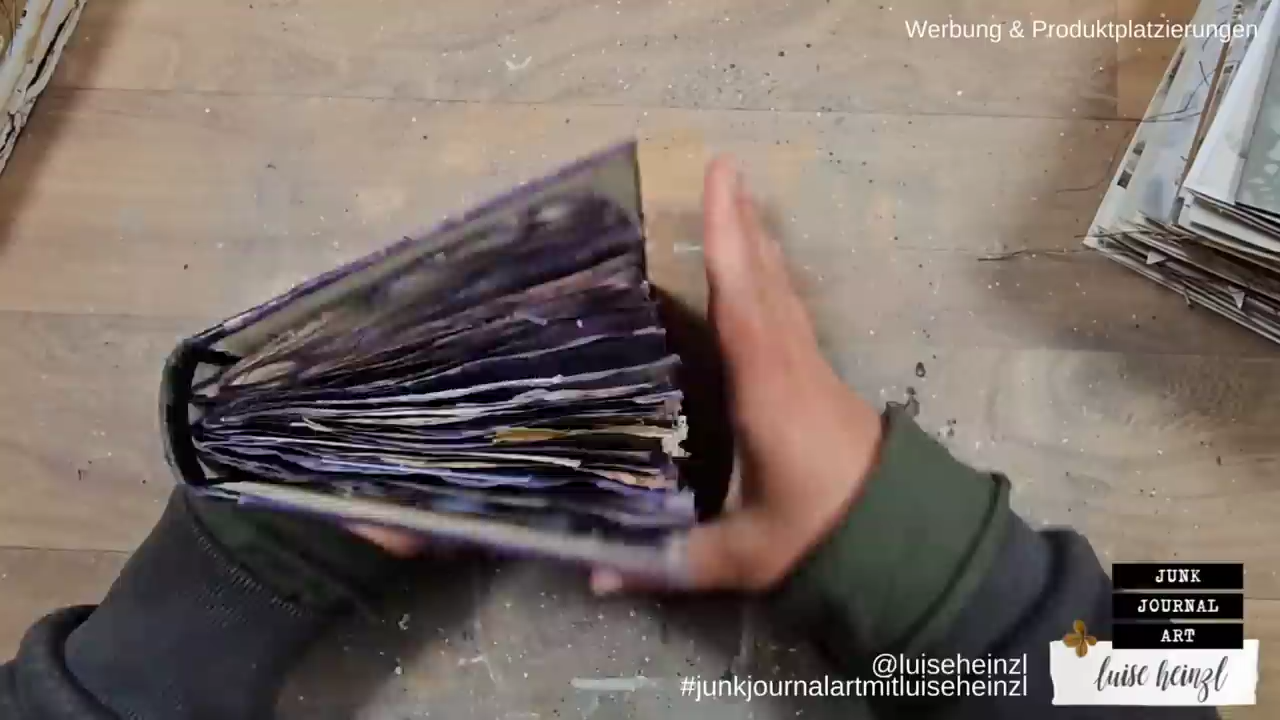 Werbung & Produktplatzierungen
JUNK
JOURNAL
ART
luise heinzl
@luiseheinzl
#junkjournalartmitluiseheinzl